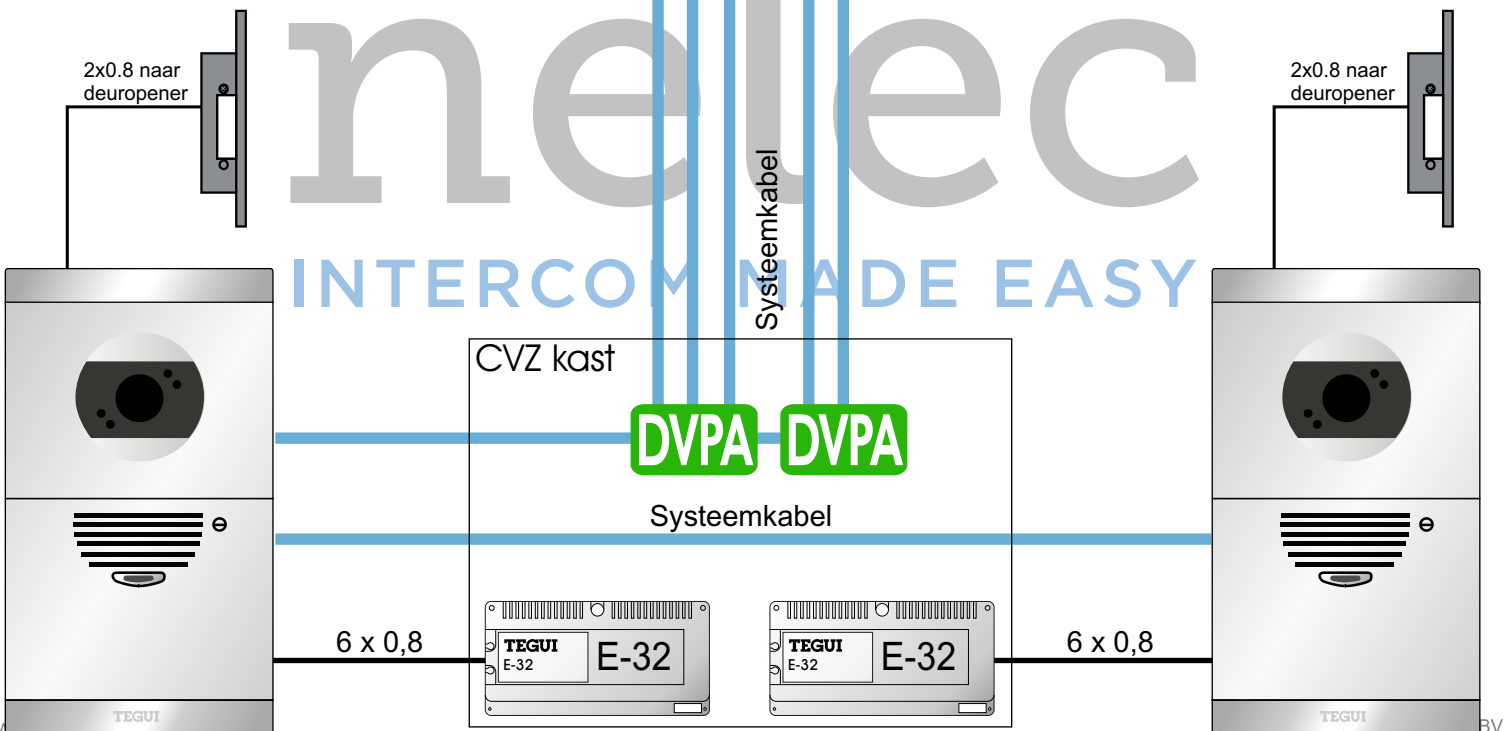 nelec
INTERCOM MADE EASY
2x0.8 naar
deuropener
2x0.8 naar
deuropener
Systeemkabel
CVZ kast
DVPA DVPA
Systeemkabel
6 x 0,8
TEGUI
E-32
E-32
TEGUI
E-32
E-32
6 x 0,8
TEGUI
TEGUI
BV